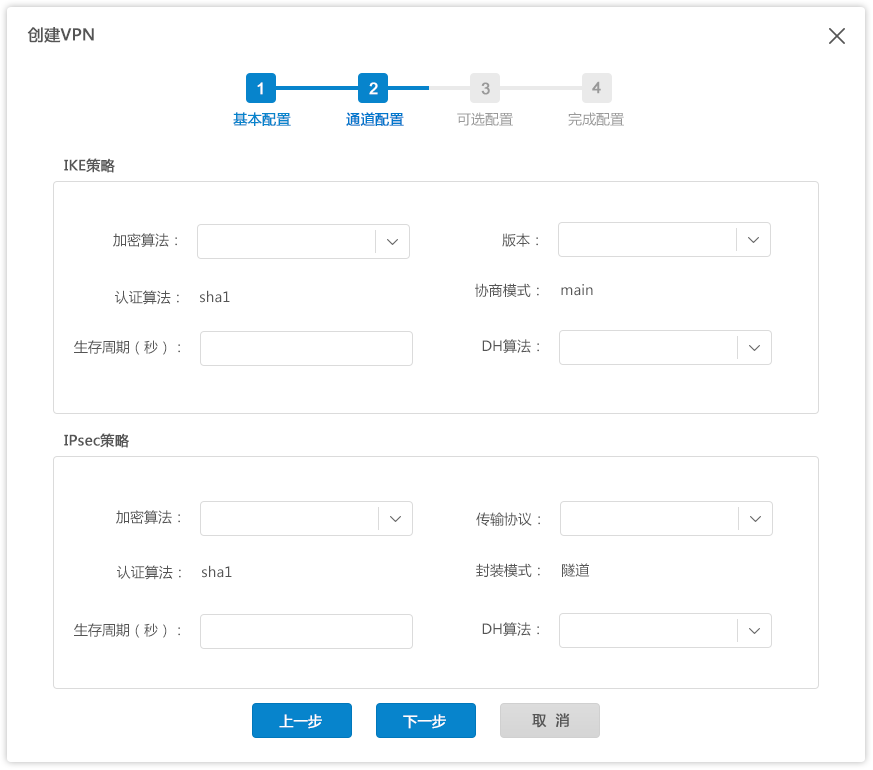 创建VPN
1 2 3 4
基本配置 通道配置 可选配置 完成配置
IKE策略
加密算法： 版本：
认证算法： sha1 协商模式： main
生存周期（秒）： DH算法：
IPsec策略
加密算法： 传输协议：
认证算法： sha1 封装模式： 隧道
生存周期（秒）： DH算法：
上一步 下一步 取 消